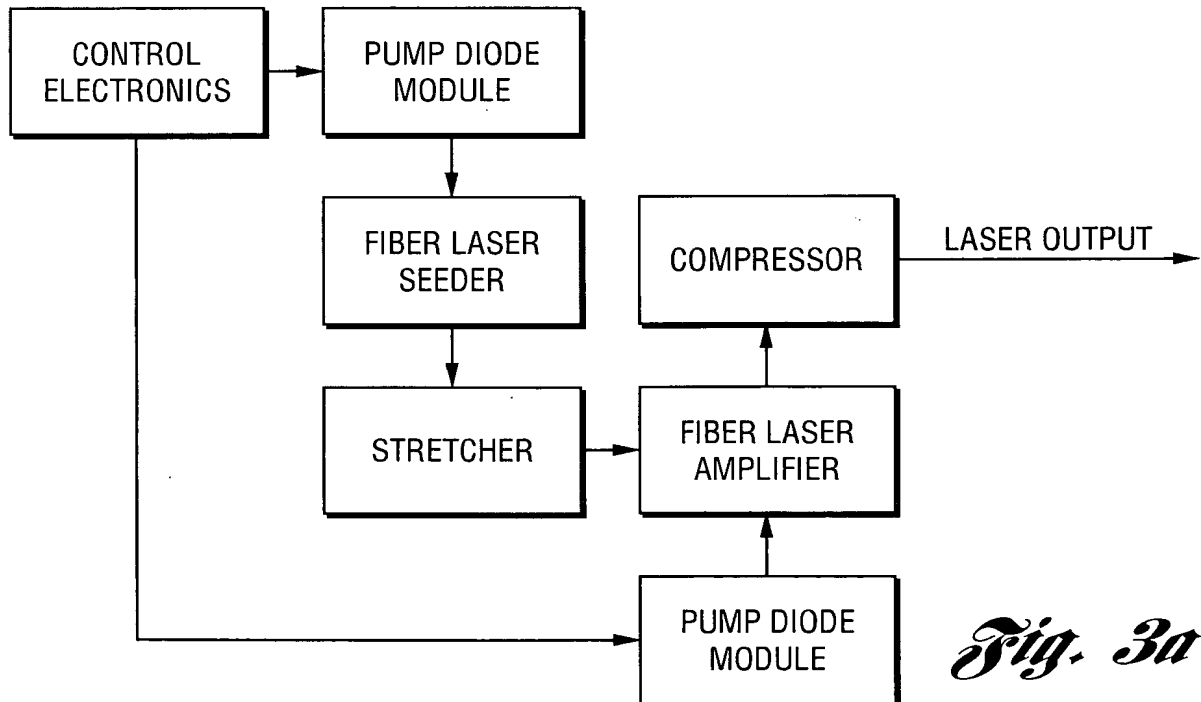 CONTROL
ELECTRONICS
PUMP DIODE
MODULE
FIBER LASER
SEEDER
COMPRESSOR
LASER OUTPUT
STRETCHER
FIBER LASER
AMPLIFIER
PUMP DIODE
MODULE
Fig. 3a